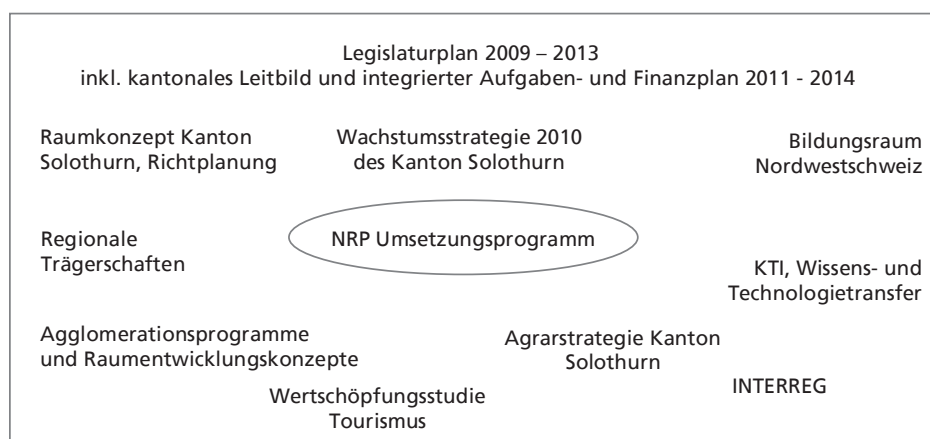 Legislaturplan 2009 – 2013
inkl. kantonales Leitbild und integrierter Aufgaben- und Finanzplan 2011 - 2014
Raumkonzept Kanton
Solothurn, Richtplanung
Wachstumsstrategie 2010
des Kanton Solothurn
Bildungsraum
Nordwestschweiz
Regionale
Trägerschaften
NRP Umsetzungsprogramm
KTI, Wissens- und
Technologietransfer
Agglomerationsprogramme
und Raumentwicklungskonzepte
Agrarstrategie Kanton
Solothurn
Wertschöpfungsstudie
Tourismus
INTERREG